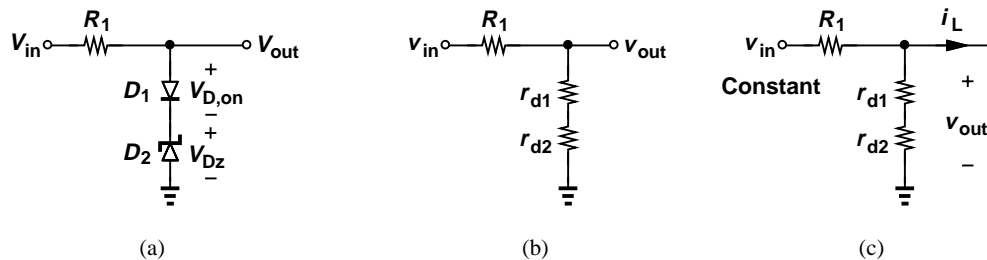 V_in R_1 V_out
D_1 + V_D,on −
D_2 + V_Dz −
(a)
v_in R_1 v_out
r_d1
r_d2
(b)
v_in R_1 i_L
Constant
r_d1 +
r_d2 v_out −
(c)